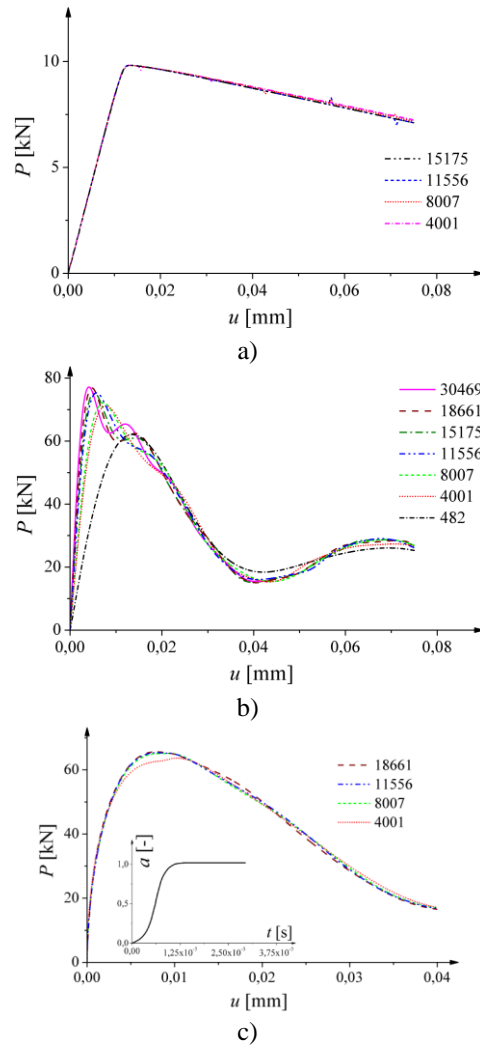 P [kN]
10
5
0
15175
11556
8007
4001
0,00 0,02 0,04 0,06 0,08
u [mm]
a)
P [kN]
80
60
40
20
0
30469
18661
15175
11556
8007
4001
482
0,00 0,02 0,04 0,06 0,08
u [mm]
b)
P [kN]
60
40
20
0
18661
11556
8007
4001
a [-]
1,0
0,5
0,0
t [s]
0,00 1,25x10⁻⁵ 2,50x10⁻⁵ 3,75x10⁻⁵
0,00 0,01 0,02 0,03 0,04
u [mm]
c)